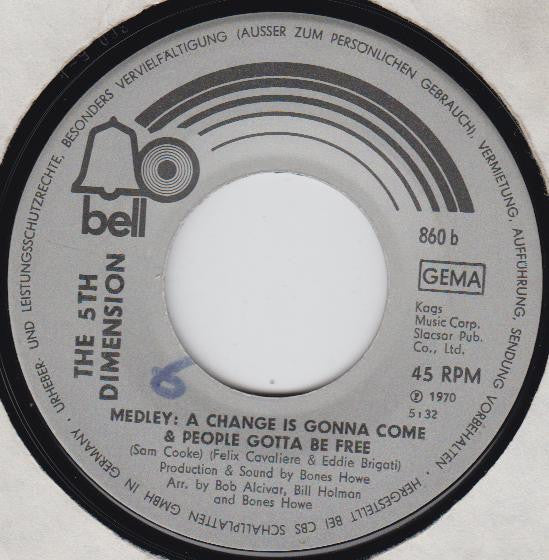 URHEBER- UND LEISTUNGSSCHUTZRECHTE, BESONDERS VERVIELFÄLTIGUNG (AUSSER ZUM PERSÖNLICHEN GEBRAUCH), VERMIETUNG, AUFFÜHRUNG, SENDUNG VORBEHALTEN · HERGESTELLT BEI CBS SCHALLPLATTEN GMBH IN GERMANY ·
bell
860 b
GEMA
Kags
Music Corp.
Slacsar Pub.
Co., Ltd.
THE 5TH
DIMENSION
6
45 RPM
Ⓟ 1970
5:32
MEDLEY: A CHANGE IS GONNA COME
& PEOPLE GOTTA BE FREE
(Sam Cooke) (Felix Cavaliere & Eddie Brigati)
Production & Sound by Bones Howe
Arr. by Bob Alcivar, Bill Holman
and Bones Howe